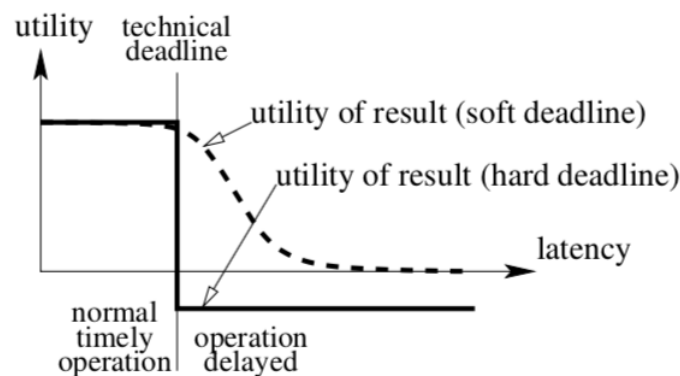 utility
technical
deadline
utility of result (soft deadline)
utility of result (hard deadline)
latency
normal
timely
operation
operation
delayed